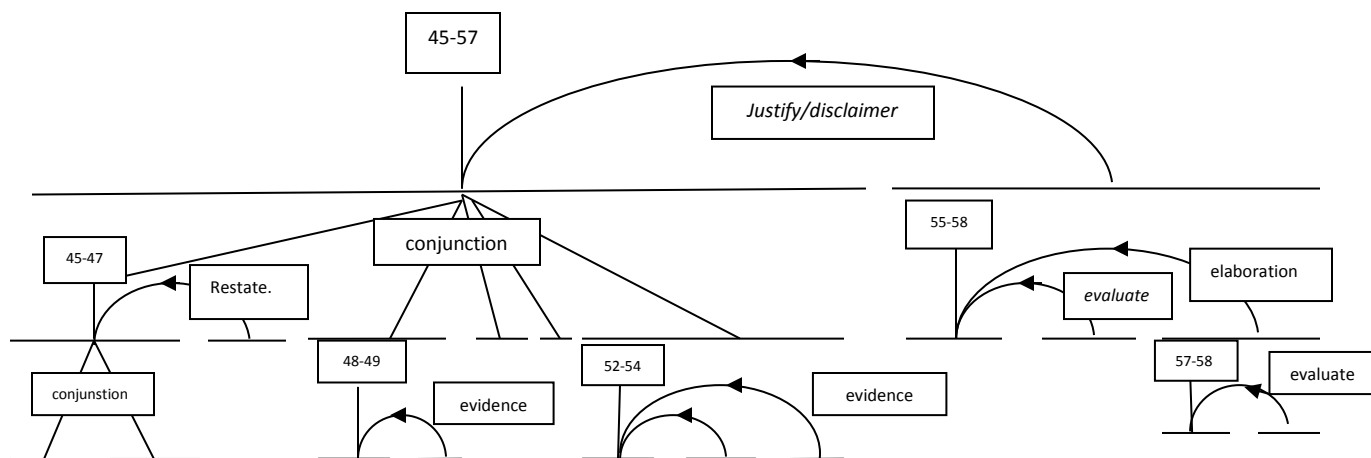 45-57
Justify/disclaimer
conjunction
55-58
45-47
Restate.
evaluate
elaboration
conjunstion
48-49
evidence
52-54
evidence
57-58
evaluate